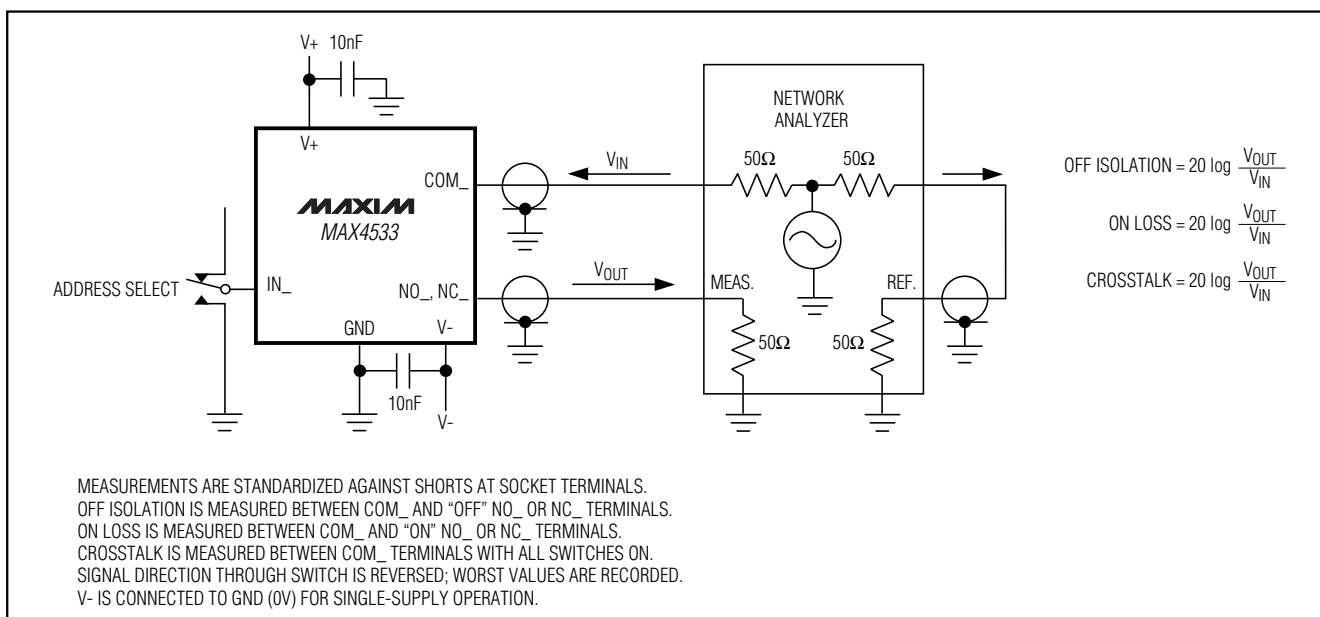 V+ 10nF
V+
COM_
MAXIM
MAX4533
IN_
NO_, NC_
GND
V-
10nF
V-
ADDRESS SELECT
VIN
VOUT
NETWORK
ANALYZER
50Ω
50Ω
MEAS.
REF.
50Ω
50Ω
OFF ISOLATION = 20 log VOUT
VIN
ON LOSS = 20 log VOUT
VIN
CROSSTALK = 20 log VOUT
VIN
MEASUREMENTS ARE STANDARDIZED AGAINST SHORTS AT SOCKET TERMINALS.
OFF ISOLATION IS MEASURED BETWEEN COM_ AND “OFF” NO_ OR NC_ TERMINALS.
ON LOSS IS MEASURED BETWEEN COM_ AND “ON” NO_ OR NC_ TERMINALS.
CROSSTALK IS MEASURED BETWEEN COM_ TERMINALS WITH ALL SWITCHES ON.
SIGNAL DIRECTION THROUGH SWITCH IS REVERSED; WORST VALUES ARE RECORDED.
V- IS CONNECTED TO GND (0V) FOR SINGLE-SUPPLY OPERATION.